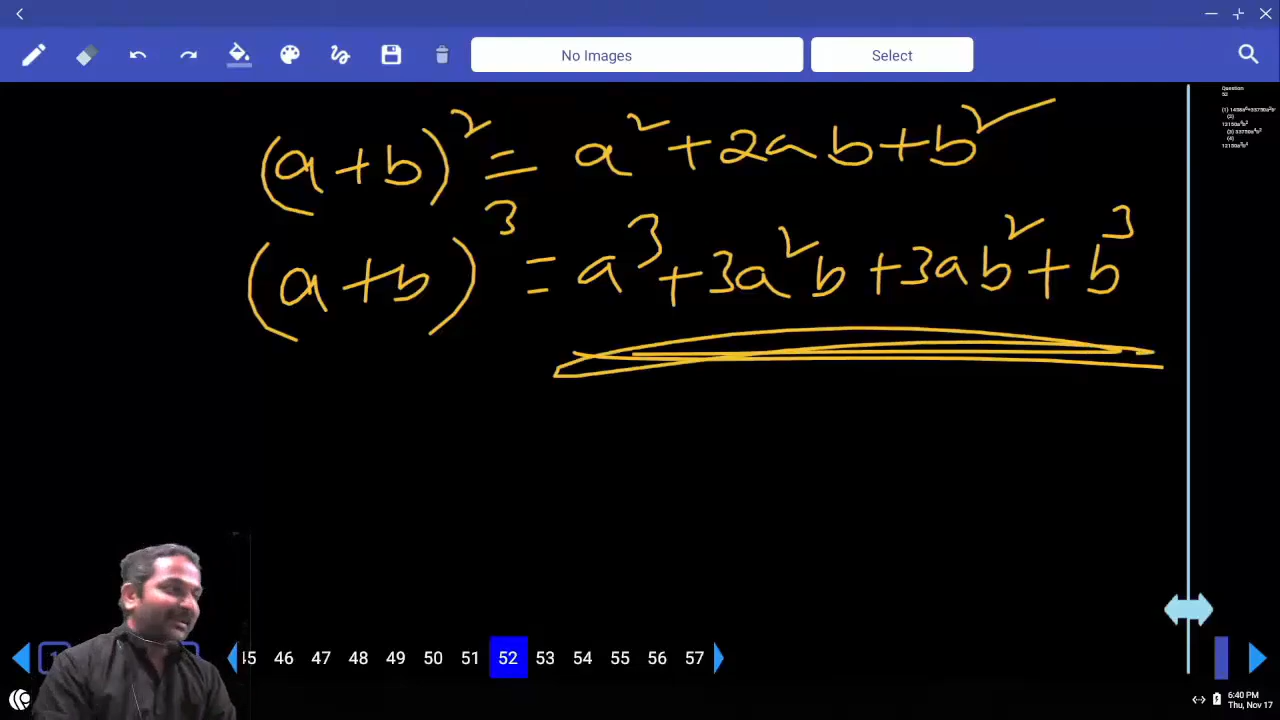 No Images
Select
(a+b)² = a² + 2ab + b²
(a+b)³ = a³ + 3a²b + 3ab² + b³
Question
46 47 48 49 50 51 52 53 54 55 56 57
6:40 PM
Thu, Nov 17